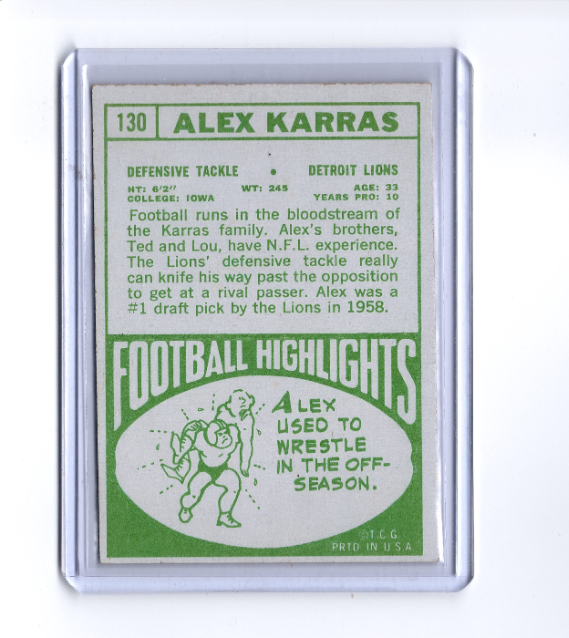 130 ALEX KARRAS
DEFENSIVE TACKLE • DETROIT LIONS
HT: 6'2" WT: 245 AGE: 33
COLLEGE: IOWA YEARS PRO: 10
Football runs in the bloodstream of
the Karras family. Alex's brothers,
Ted and Lou, have N.F.L. experience.
The Lions' defensive tackle really
can knife his way past the opposition
to get at a rival passer. Alex was a
#1 draft pick by the Lions in 1958.
FOOTBALL HIGHLIGHTS
ALEX
USED TO
WRESTLE
IN THE OFF-
SEASON.
©T.C.G.
PRTD IN U.S.A.